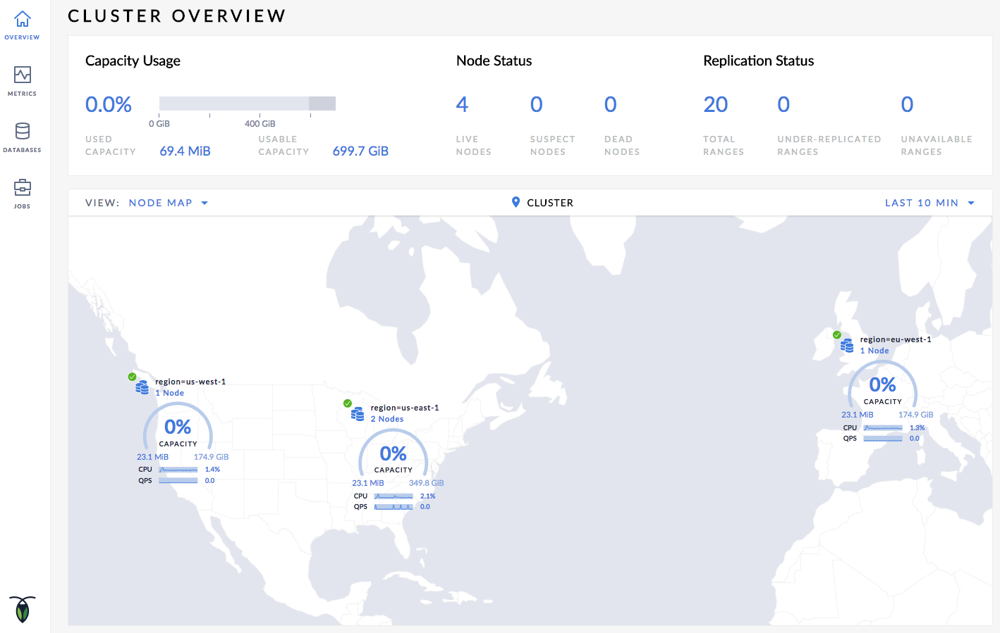 CLUSTER OVERVIEW
OVERVIEW
METRICS
DATABASES
JOBS
Capacity Usage
0.0%
0 GiB
400 GiB
USED CAPACITY
69.4 MiB
USABLE CAPACITY
699.7 GiB
Node Status
4
0
0
LIVE NODES
SUSPECT NODES
DEAD NODES
Replication Status
20
0
0
TOTAL RANGES
UNDER-REPLICATED RANGES
UNAVAILABLE RANGES
VIEW: NODE MAP
CLUSTER
LAST 10 MIN
region=us-west-1
1 Node
0%
CAPACITY
23.1 MiB 174.9 GiB
CPU 1.4%
QPS 0.0
region=us-east-1
2 Nodes
0%
CAPACITY
23.1 MiB 349.8 GiB
CPU 2.1%
QPS 0.0
region=eu-west-1
1 Node
0%
CAPACITY
23.1 MiB 174.9 GiB
CPU 1.3%
QPS 0.0